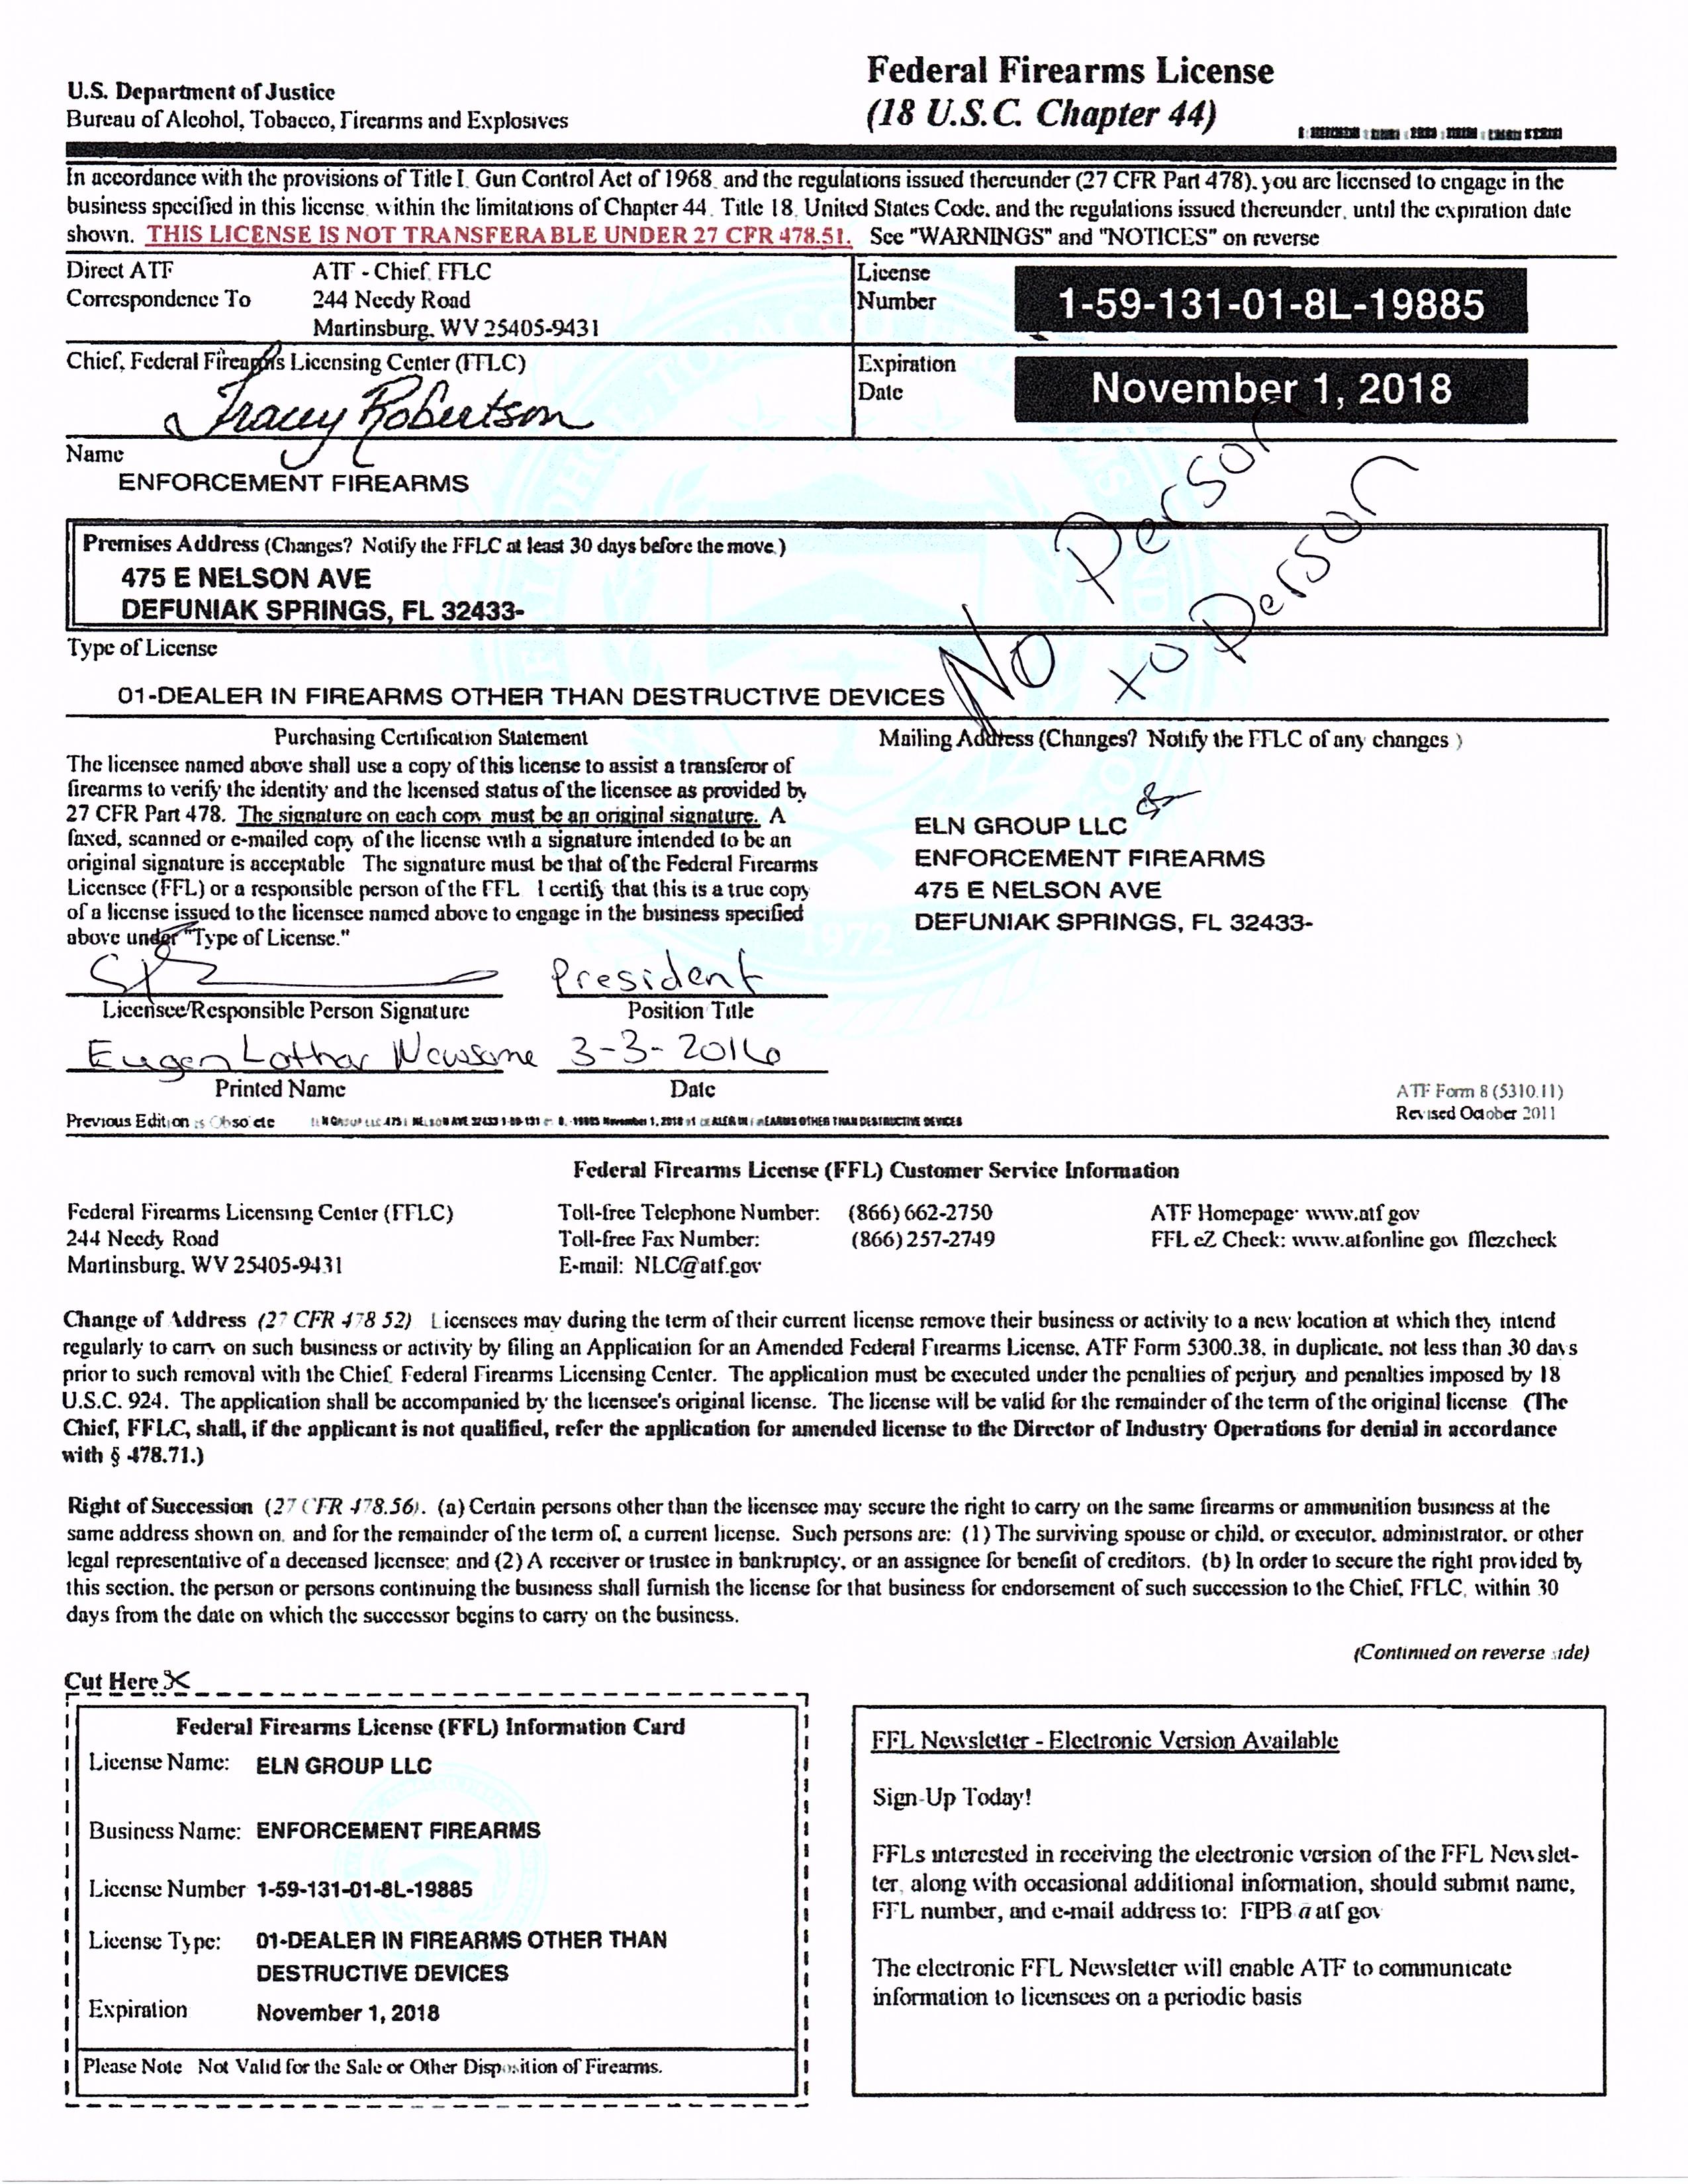 U.S. Department of Justice
Bureau of Alcohol, Tobacco, Firearms and Explosives
Federal Firearms License
(18 U.S.C. Chapter 44)
In accordance with the provisions of Title I, Gun Control Act of 1968, and the regulations issued thereunder (27 CFR Part 478), you are licensed to engage in the
business specified in this license, within the limitations of Chapter 44, Title 18, United States Code, and the regulations issued thereunder, until the expiration date
shown. THIS LICENSE IS NOT TRANSFERABLE UNDER 27 CFR 478.51. See "WARNINGS" and "NOTICES" on reverse
Direct ATF
Correspondence To
ATF - Chief, FFLC
244 Needy Road
Martinsburg, WV 25405-9431
License
Number
1-59-131-01-8L-19885
Chief, Federal Firearms Licensing Center (FFLC)
Tracey Robertson
Expiration
Date
November 1, 2018
Name
ENFORCEMENT FIREARMS
Premises Address (Changes? Notify the FFLC at least 30 days before the move.)
475 E NELSON AVE
DEFUNIAK SPRINGS, FL 32433-
No Person
to Person
Type of License
01-DEALER IN FIREARMS OTHER THAN DESTRUCTIVE DEVICES
Purchasing Certification Statement
The licensee named above shall use a copy of this license to assist a transferor of
firearms to verify the identity and the licensed status of the licensee as provided by
27 CFR Part 478. The signature on each copy must be an original signature. A
faxed, scanned or e-mailed copy of the license with a signature intended to be an
original signature is acceptable The signature must be that of the Federal Firearms
Licensee (FFL) or a responsible person of the FFL I certify that this is a true copy
of a license issued to the licensee named above to engage in the business specified
above under "Type of License."
Mailing Address (Changes? Notify the FFLC of any changes )
ELN GROUP LLC
ENFORCEMENT FIREARMS
475 E NELSON AVE
DEFUNIAK SPRINGS, FL 32433-
1972
President
Licensee/Responsible Person Signature
Position Title
Eugen Lothar Newsome
3-3-2016
Printed Name
Date
ATF Form 8 (5310.11)
Revised October 2011
Previous Edition is Obsolete
Federal Firearms License (FFL) Customer Service Information
Federal Firearms Licensing Center (FFLC)
244 Needy Road
Martinsburg, WV 25405-9431
Toll-free Telephone Number: (866) 662-2750
Toll-free Fax Number: (866) 257-2749
E-mail: NLC@atf.gov
ATF Homepage: www.atf gov
FFL eZ Check: www.atfonline gov fflezcheck
Change of Address (27 CFR 478 52) Licensees may during the term of their current license remove their business or activity to a new location at which they intend
regularly to carry on such business or activity by filing an Application for an Amended Federal Firearms License, ATF Form 5300.38, in duplicate, not less than 30 days
prior to such removal with the Chief, Federal Firearms Licensing Center. The application must be executed under the penalties of perjury and penalties imposed by 18
U.S.C. 924. The application shall be accompanied by the licensee's original license. The license will be valid for the remainder of the term of the original license (The
Chief, FFLC, shall, if the applicant is not qualified, refer the application for amended license to the Director of Industry Operations for denial in accordance
with § 478.71.)
Right of Succession (27 CFR 478.56). (a) Certain persons other than the licensee may secure the right to carry on the same firearms or ammunition business at the
same address shown on, and for the remainder of the term of, a current license. Such persons are: (1) The surviving spouse or child, or executor, administrator, or other
legal representative of a deceased licensee; and (2) A receiver or trustee in bankruptcy, or an assignee for benefit of creditors. (b) In order to secure the right provided by
this section, the person or persons continuing the business shall furnish the license for that business for endorsement of such succession to the Chief, FFLC, within 30
days from the date on which the successor begins to carry on the business.
(Continued on reverse side)
Cut Here
Federal Firearms License (FFL) Information Card
License Name: ELN GROUP LLC
Business Name: ENFORCEMENT FIREARMS
License Number 1-59-131-01-8L-19885
License Type: 01-DEALER IN FIREARMS OTHER THAN
DESTRUCTIVE DEVICES
Expiration November 1, 2018
Please Note Not Valid for the Sale or Other Disposition of Firearms.
FFL Newsletter - Electronic Version Available
Sign-Up Today!
FFLs interested in receiving the electronic version of the FFL Newslet-
ter, along with occasional additional information, should submit name,
FFL number, and e-mail address to: FIPB@atf gov
The electronic FFL Newsletter will enable ATF to communicate
information to licensees on a periodic basis